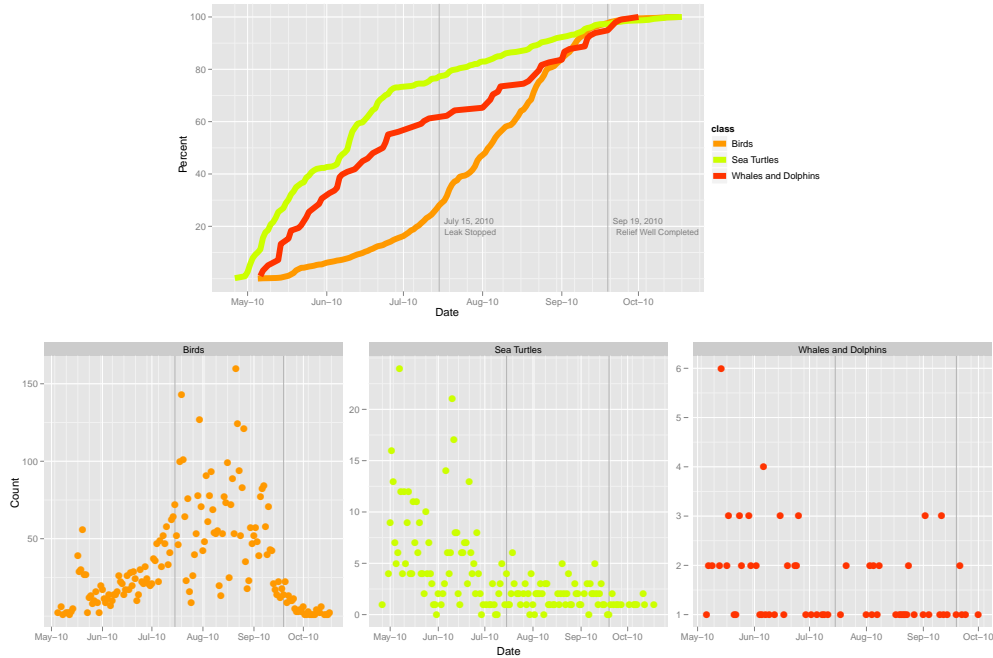 100
80
60
40
20
Percent
July 15, 2010
Leak Stopped
Sep 19, 2010
Relief Well Completed
May−10
Jun−10
Jul−10
Aug−10
Sep−10
Oct−10
Date
class
Birds
Sea Turtles
Whales and Dolphins
Birds
Sea Turtles
Whales and Dolphins
Count
150
100
50
May−10
Jun−10
Jul−10
Aug−10
Sep−10
Oct−10
20
15
10
5
0
May−10
Jun−10
Jul−10
Aug−10
Sep−10
Oct−10
6
5
4
3
2
1
May−10
Jun−10
Jul−10
Aug−10
Sep−10
Oct−10
Date